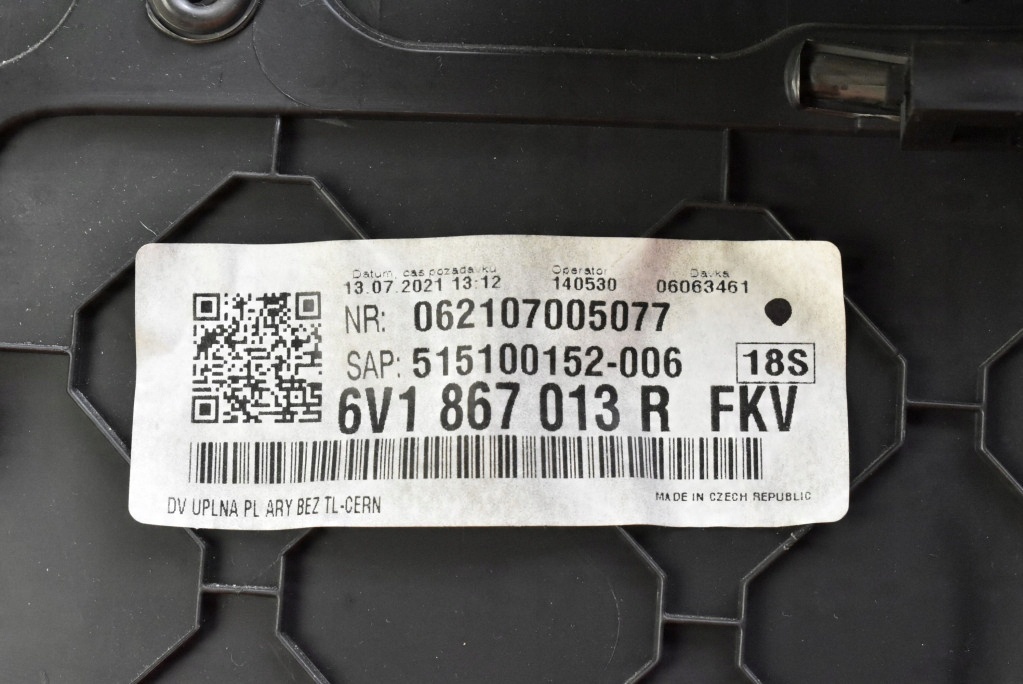 Datum, cas pozadavku Operator Davka
13.07.2021 13:12 140530 06063461
NR: 062107005077
SAP: 515100152-006 18S
6V1 867 013 R FKV
DV UPLNA PL ARY BEZ TL-CERN
MADE IN CZECH REPUBLIC